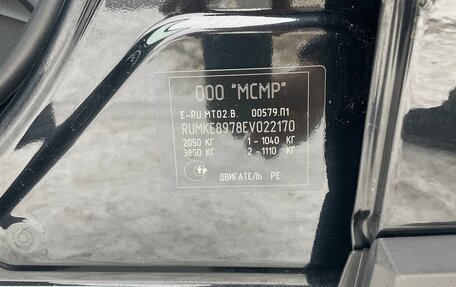 ООО "МСМР"
E-RU MT02.B. 00579.П1
RUMKE8978EV022170
2050 КГ 1 - 1040 КГ
3850 КГ 2 - 1110 КГ
ДВИГАТЕЛЬ PE